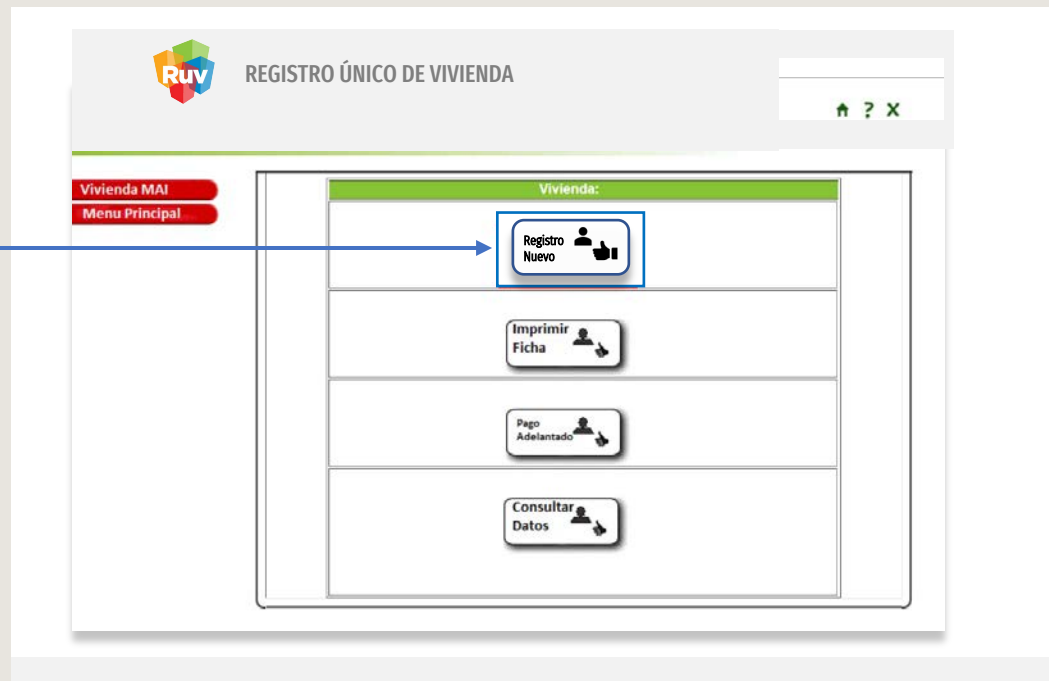 Ruv
REGISTRO ÚNICO DE VIVIENDA
? X
Vivienda MAI
Menu Principal
Vivienda:
Registro
Nuevo
Imprimir
Ficha
Pago
Adelantado
Consultar
Datos